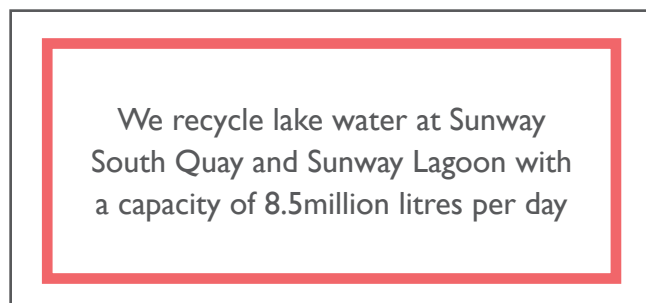 We recycle lake water at Sunway
South Quay and Sunway Lagoon with
a capacity of 8.5million litres per day